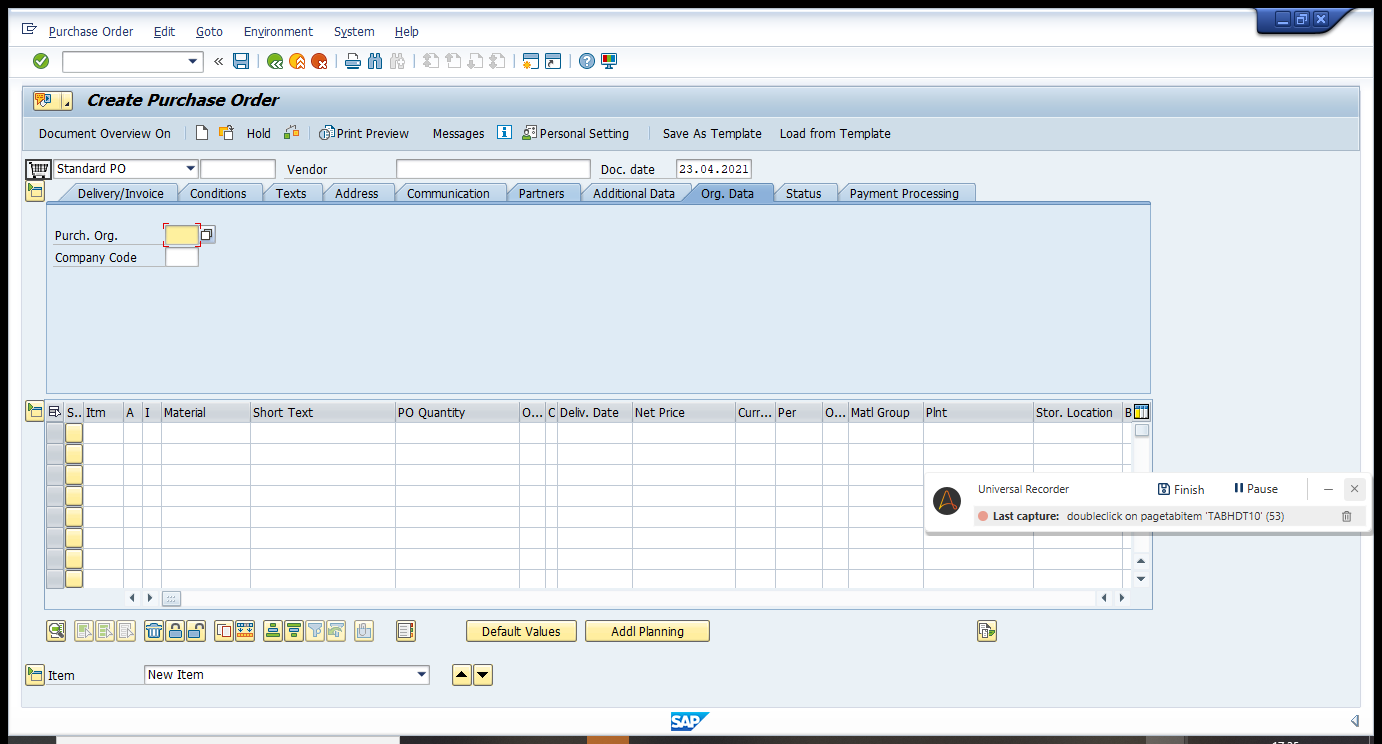 Purchase Order Edit Goto Environment System Help
Create Purchase Order
Document Overview On Hold Print Preview Messages Personal Setting Save As Template Load from Template
Standard PO Vendor Doc. date 23.04.2021
Delivery/Invoice Conditions Texts Address Communication Partners Additional Data Org. Data Status Payment Processing
Purch. Org.
Company Code
S.. Itm A I Material Short Text PO Quantity O... C Deliv. Date Net Price Curr... Per O... Matl Group Plnt Stor. Location B
Universal Recorder Finish Pause
Last capture: doubleclick on pagetabitem 'TABHDT10' (53)
Default Values Addl Planning
Item New Item
SAP